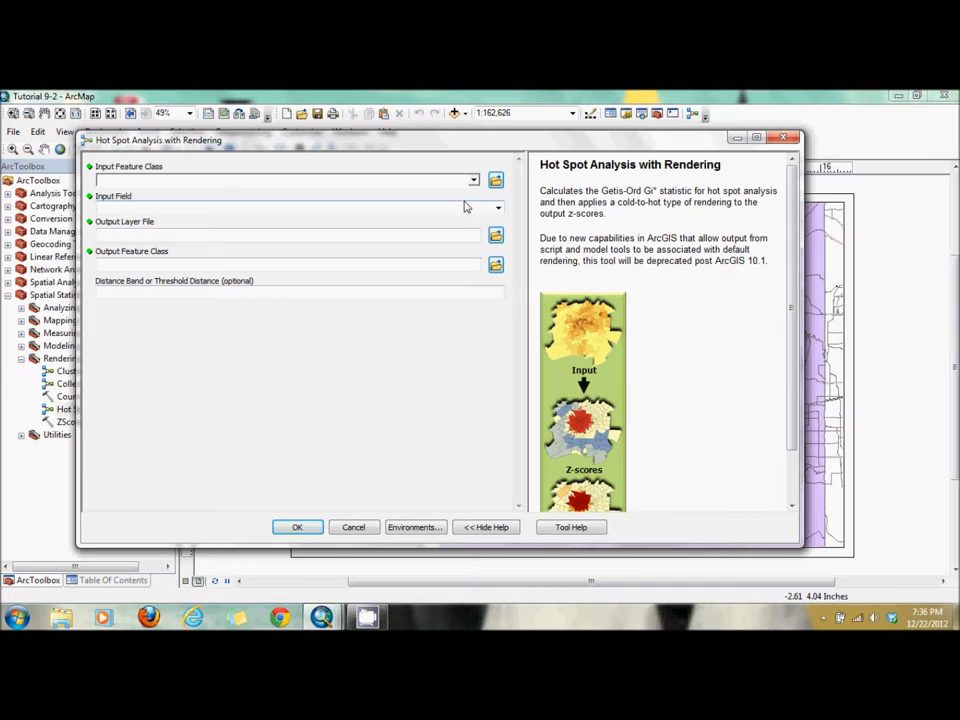 Tutorial 9-2 - ArcMap
49%
1:162,626
File Edit View
Hot Spot Analysis with Rendering
ArcToolbox
ArcToolbox
Analysis To
Cartography
Conversion
Data Manag
Geocoding
Linear Refer
Network An
Spatial Anal
Spatial Stati
Analyzing
Mapping
Measuring
Modeling
Rendering
Clust
Colle
Coun
Hot S
ZSco
Utilities
Input Feature Class
Input Field
Output Layer File
Output Feature Class
Distance Band or Threshold Distance (optional)
Hot Spot Analysis with Rendering
Calculates the Getis-Ord Gi* statistic for hot spot analysis
and then applies a cold-to-hot type of rendering to the
output z-scores.
Due to new capabilities in ArcGIS that allow output from
script and model tools to be associated with default
rendering, this tool will be deprecated post ArcGIS 10.1.
Input
Z-scores
16
OK Cancel Environments... << Hide Help Tool Help
ArcToolbox Table Of Contents
-2.61 4.04 Inches
7:36 PM
12/22/2012